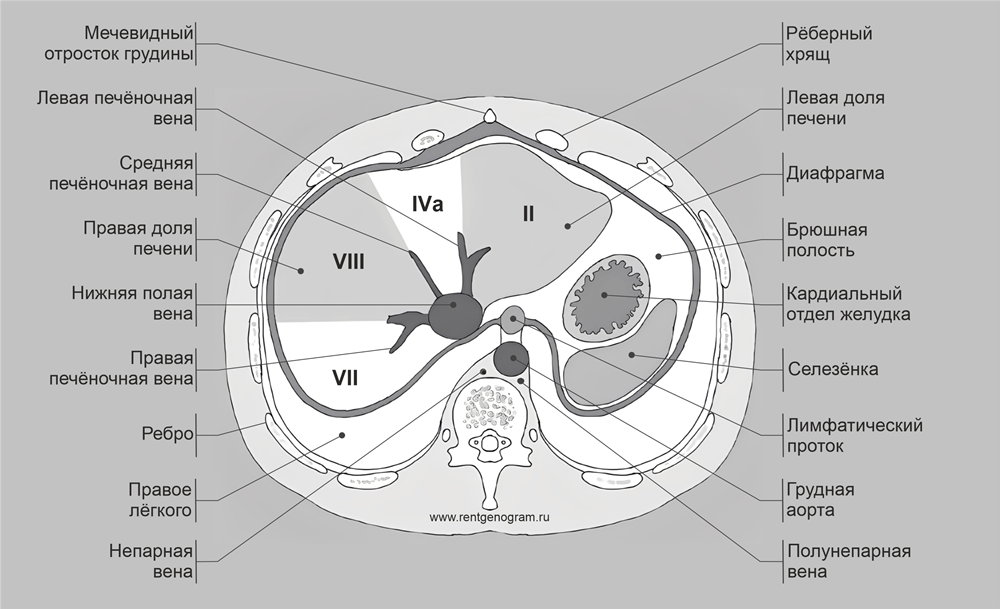 Мечевидный
отросток грудины
Левая печёночная
вена
Средняя
печёночная вена
Правая доля
печени
Нижняя полая
вена
Правая
печёночная вена
Ребро
Правое
лёгкого
Непарная
вена
Рёберный
хрящ
Левая доля
печени
Диафрагма
Брюшная
полость
Кардиальный
отдел желудка
Селезёнка
Лимфатический
проток
Грудная
аорта
Полунепарная
вена
IVa
II
VIII
VII
www.rentgenogram.ru